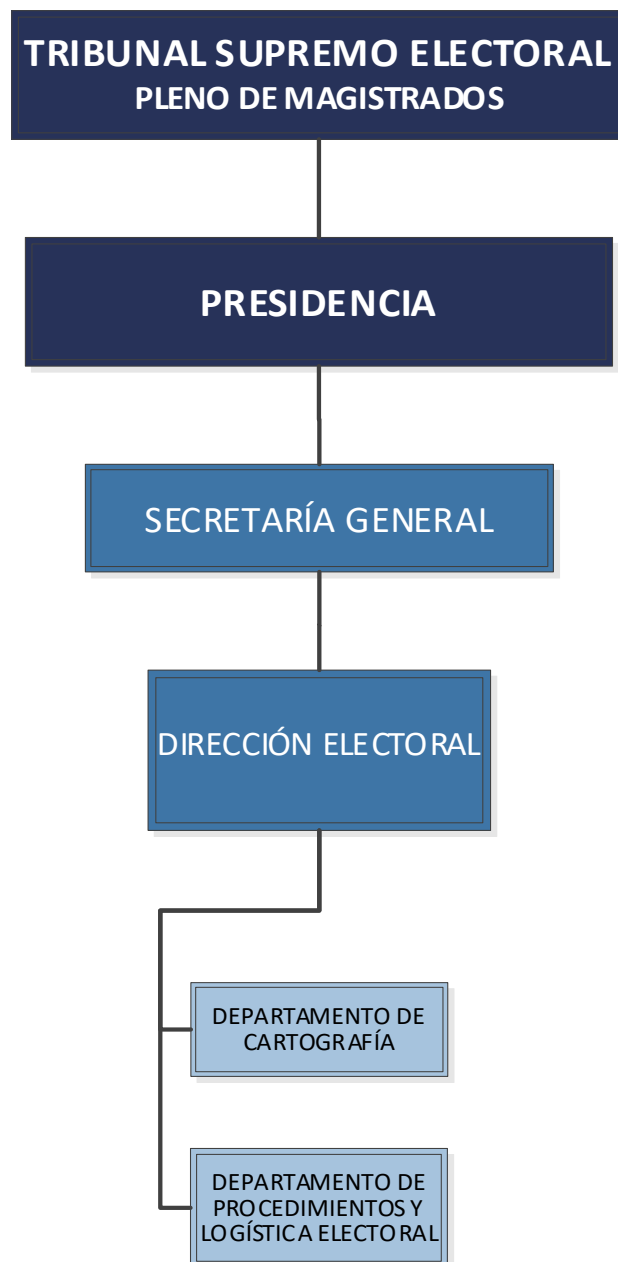 TRIBUNAL SUPREMO ELECTORAL
PLENO DE MAGISTRADOS
PRESIDENCIA
SECRETARÍA GENERAL
DIRECCIÓN ELECTORAL
DEPARTAMENTO DE
CARTOGRAFÍA
DEPARTAMENTO DE
PROCEDIMIENTOS Y
LOGÍSTICA ELECTORAL